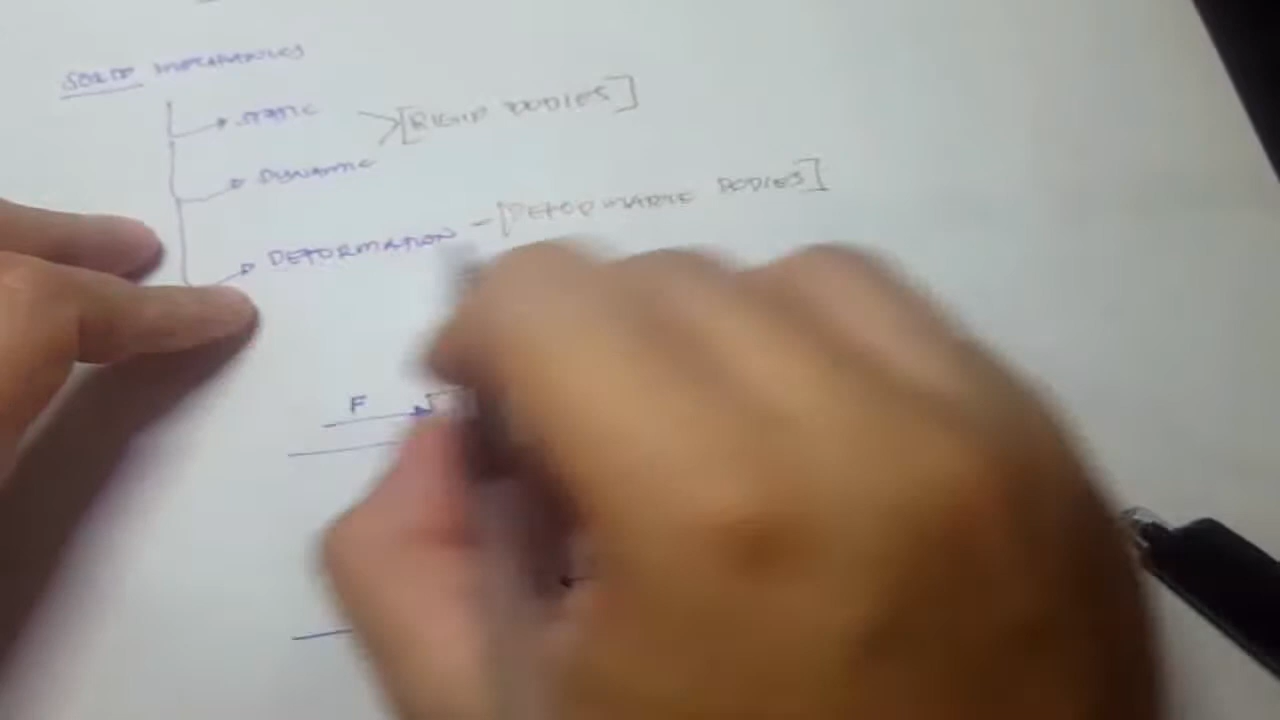 SOLID MECHANICS
STATIC [RIGID BODIES]
DYNAMIC
DEFORMATION - [DEFORMABLE BODIES]
F